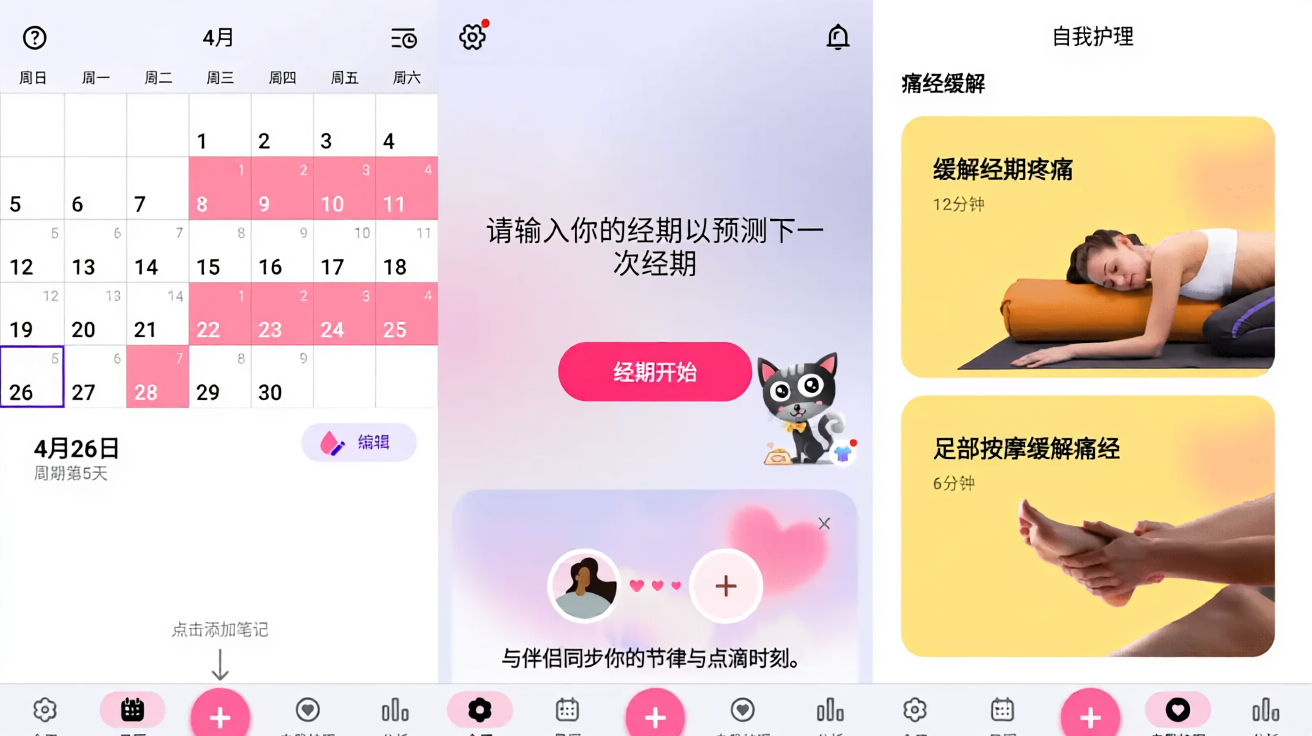 4月
周日 周一 周二 周三 周四 周五 周六
1 2 3 4
1 2 3 4
5 6 7 8 9 10 11
5 6 7 8 9 10 11
12 13 14 15 16 17 18
12 13 14 1 2 3 4
19 20 21 22 23 24 25
5 6 7 8 9
26 27 28 29 30
4月26日
周期第5天
编辑
点击添加笔记
请输入你的经期以预测下一
次经期
经期开始
与伴侣同步你的节律与点滴时刻。
自我护理
痛经缓解
缓解经期疼痛
12分钟
足部按摩缓解痛经
6分钟